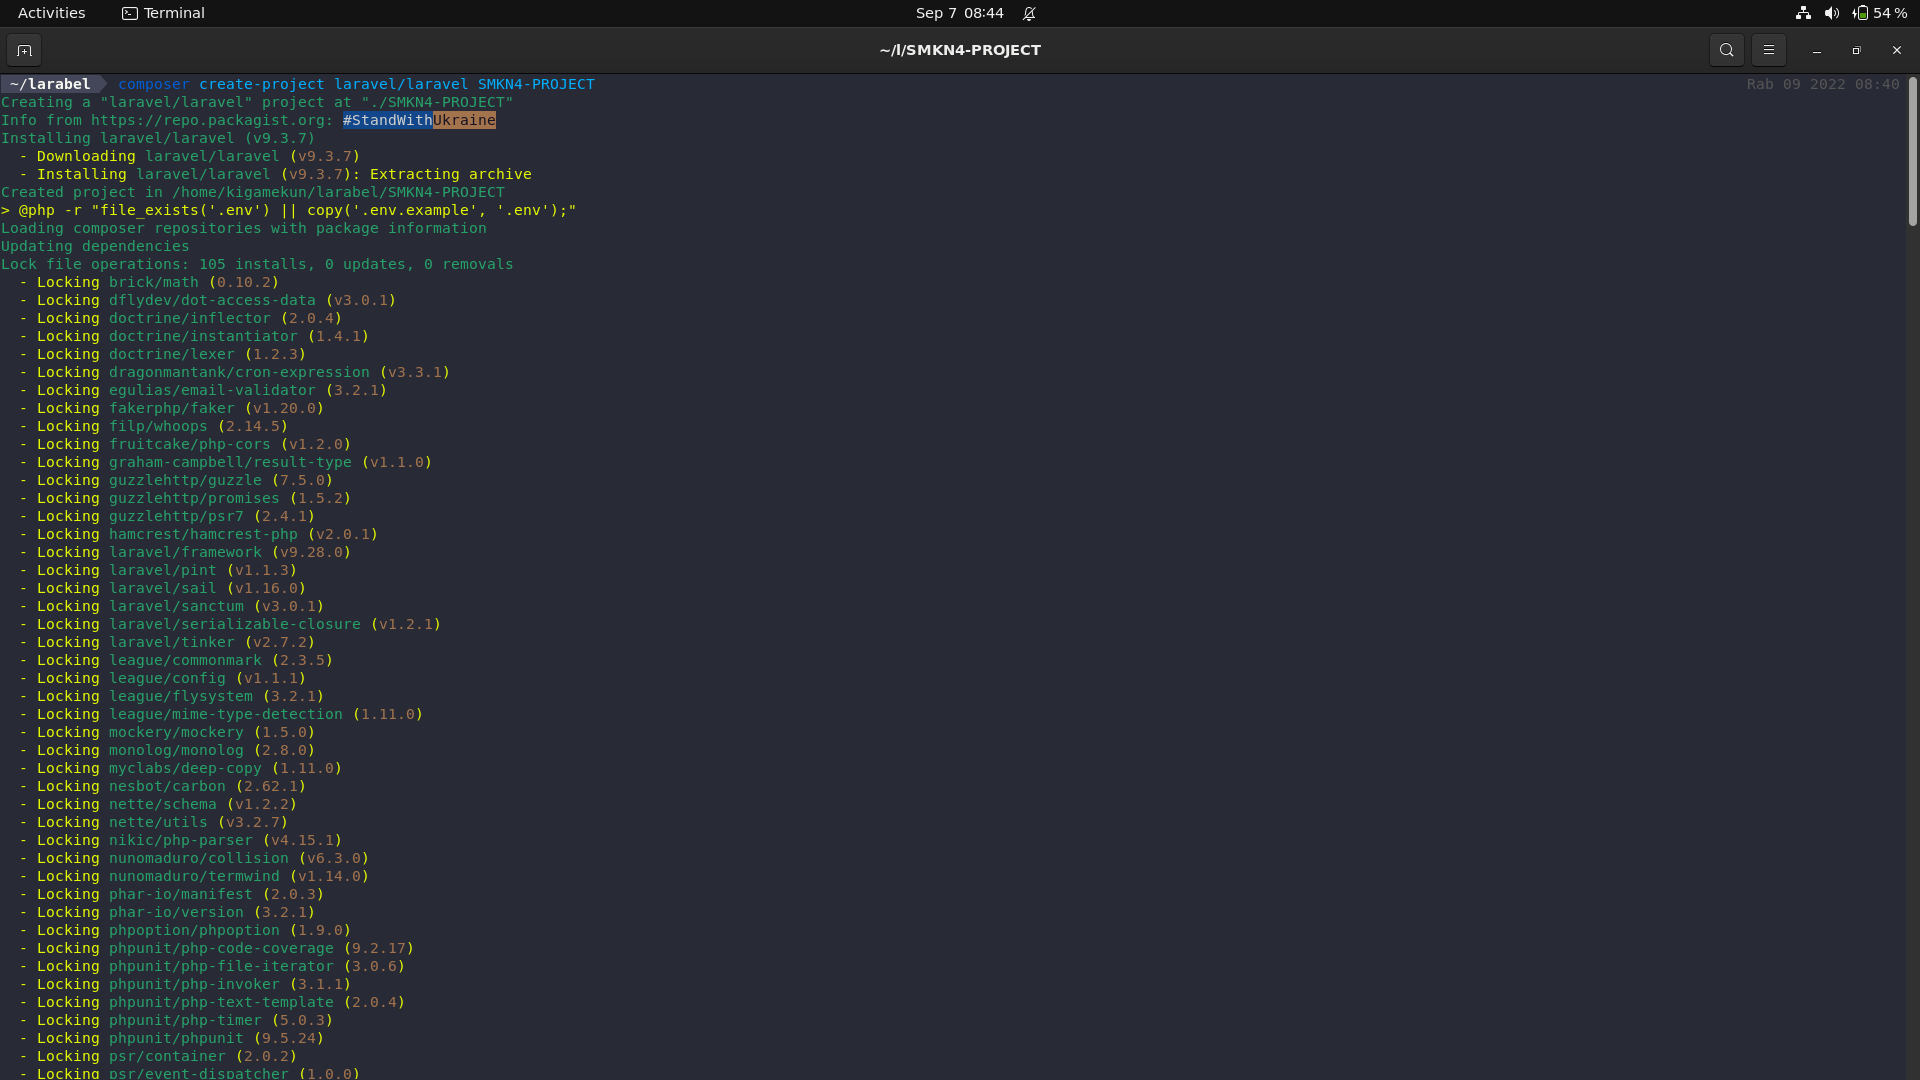 Activities Terminal Sep 7 08:44 54 %
~/l/SMKN4-PROJECT
~/larabel composer create-project laravel/laravel SMKN4-PROJECT Rab 09 2022 08:40
Creating a "laravel/laravel" project at "./SMKN4-PROJECT"
Info from https://repo.packagist.org: #StandWithUkraine
Installing laravel/laravel (v9.3.7)
  - Downloading laravel/laravel (v9.3.7)
  - Installing laravel/laravel (v9.3.7): Extracting archive
Created project in /home/kigamekun/larabel/SMKN4-PROJECT
> @php -r "file_exists('.env') || copy('.env.example', '.env');"
Loading composer repositories with package information
Updating dependencies
Lock file operations: 105 installs, 0 updates, 0 removals
  - Locking brick/math (0.10.2)
  - Locking dflydev/dot-access-data (v3.0.1)
  - Locking doctrine/inflector (2.0.4)
  - Locking doctrine/instantiator (1.4.1)
  - Locking doctrine/lexer (1.2.3)
  - Locking dragonmantank/cron-expression (v3.3.1)
  - Locking egulias/email-validator (3.2.1)
  - Locking fakerphp/faker (v1.20.0)
  - Locking filp/whoops (2.14.5)
  - Locking fruitcake/php-cors (v1.2.0)
  - Locking graham-campbell/result-type (v1.1.0)
  - Locking guzzlehttp/guzzle (7.5.0)
  - Locking guzzlehttp/promises (1.5.2)
  - Locking guzzlehttp/psr7 (2.4.1)
  - Locking hamcrest/hamcrest-php (v2.0.1)
  - Locking laravel/framework (v9.28.0)
  - Locking laravel/pint (v1.1.3)
  - Locking laravel/sail (v1.16.0)
  - Locking laravel/sanctum (v3.0.1)
  - Locking laravel/serializable-closure (v1.2.1)
  - Locking laravel/tinker (v2.7.2)
  - Locking league/commonmark (2.3.5)
  - Locking league/config (v1.1.1)
  - Locking league/flysystem (3.2.1)
  - Locking league/mime-type-detection (1.11.0)
  - Locking mockery/mockery (1.5.0)
  - Locking monolog/monolog (2.8.0)
  - Locking myclabs/deep-copy (1.11.0)
  - Locking nesbot/carbon (2.62.1)
  - Locking nette/schema (v1.2.2)
  - Locking nette/utils (v3.2.7)
  - Locking nikic/php-parser (v4.15.1)
  - Locking nunomaduro/collision (v6.3.0)
  - Locking nunomaduro/termwind (v1.14.0)
  - Locking phar-io/manifest (2.0.3)
  - Locking phar-io/version (3.2.1)
  - Locking phpoption/phpoption (1.9.0)
  - Locking phpunit/php-code-coverage (9.2.17)
  - Locking phpunit/php-file-iterator (3.0.6)
  - Locking phpunit/php-invoker (3.1.1)
  - Locking phpunit/php-text-template (2.0.4)
  - Locking phpunit/php-timer (5.0.3)
  - Locking phpunit/phpunit (9.5.24)
  - Locking psr/container (2.0.2)
  - Locking psr/event-dispatcher (1.0.0)